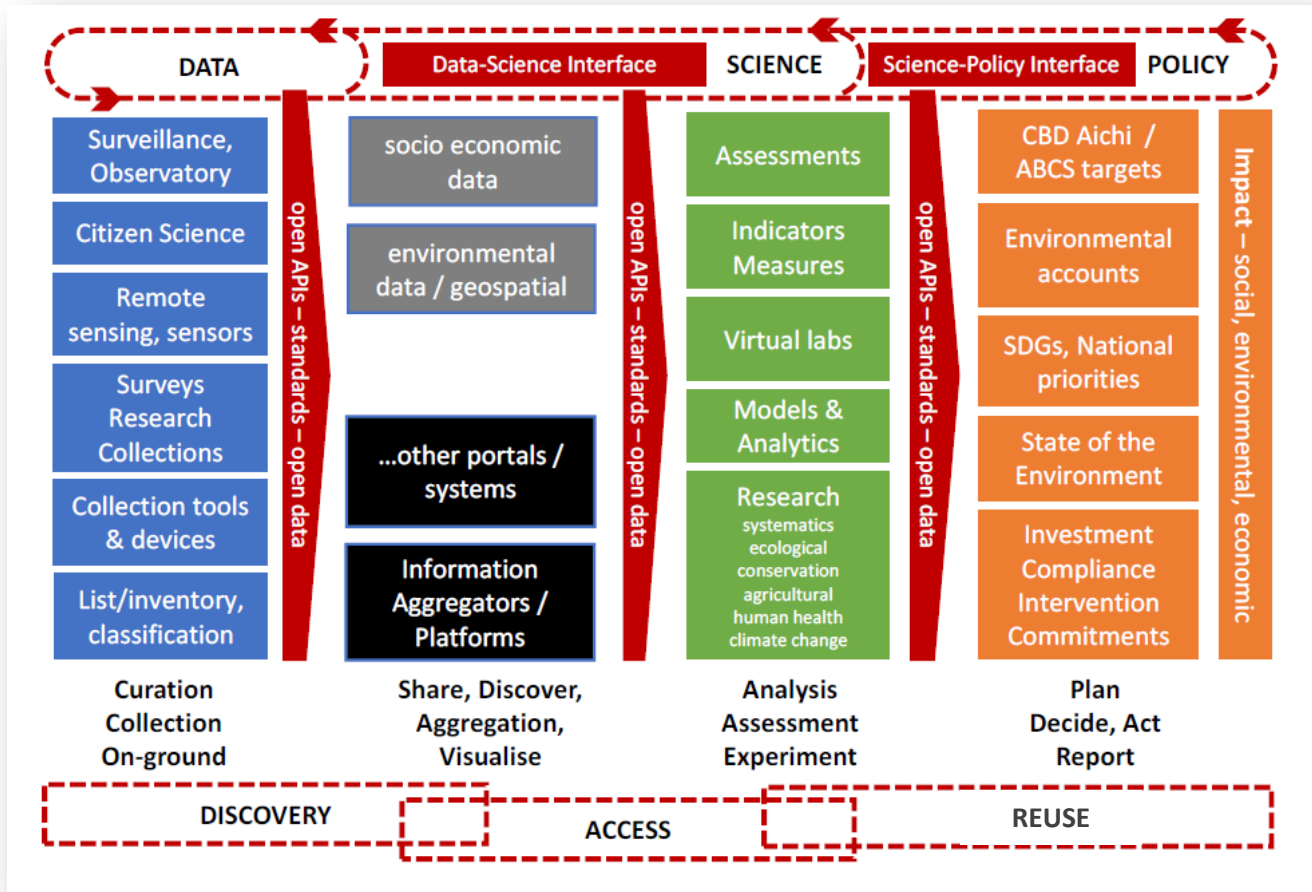 DATA
Data-Science Interface
SCIENCE
Science-Policy Interface
POLICY
Surveillance,
Observatory
Citizen Science
Remote
sensing, sensors
Surveys
Research
Collections
Collection tools
& devices
List/inventory,
classification
open APIs – standards – open data
socio economic
data
environmental
data / geospatial
...other portals /
systems
Information
Aggregators /
Platforms
open APIs – standards – open data
Assessments
Indicators
Measures
Virtual labs
Models &
Analytics
Research
systematics
ecological
conservation
agricultural
human health
climate change
open APIs – standards – open data
CBD Aichi /
ABCS targets
Environmental
accounts
SDGs, National
priorities
State of the
Environment
Investment
Compliance
Intervention
Commitments
Impact – social, environmental, economic
Curation
Collection
On-ground
Share, Discover,
Aggregation,
Visualise
Analysis
Assessment
Experiment
Plan
Decide, Act
Report
DISCOVERY
ACCESS
REUSE